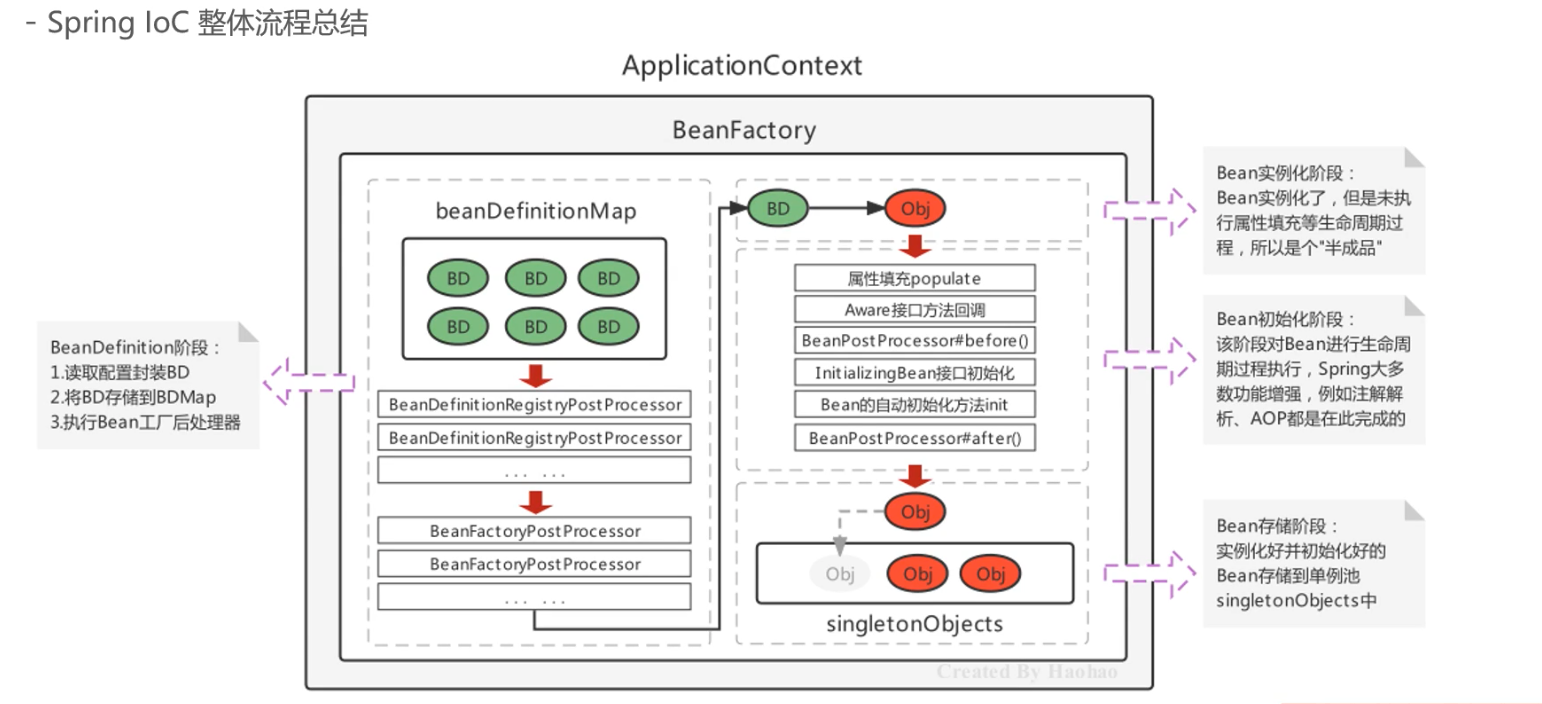 - Spring IoC 整体流程总结
ApplicationContext
BeanFactory
beanDefinitionMap
BD BD BD
BD BD BD
BeanDefinitionRegistryPostProcessor
BeanDefinitionRegistryPostProcessor
... ...
BeanFactoryPostProcessor
BeanFactoryPostProcessor
... ...
BeanDefinition阶段：
1.读取配置封装BD
2.将BD存储到BDMap
3.执行Bean工厂后处理器
BD Obj
属性填充populate
Aware接口方法回调
BeanPostProcessor#before()
InitializingBean接口初始化
Bean的自动初始化方法init
BeanPostProcessor#after()
Obj
Obj Obj Obj
singletonObjects
Bean实例化阶段：
Bean实例化了，但是未执
行属性填充等生命周期过
程，所以是个"半成品"
Bean初始化阶段：
该阶段对Bean进行生命周
期过程执行，Spring大多
数功能增强，例如注解解
析、AOP都是在此完成的
Bean存储阶段：
实例化好并初始化好的
Bean存储到单例池
singletonObjects中
Created By Haohao